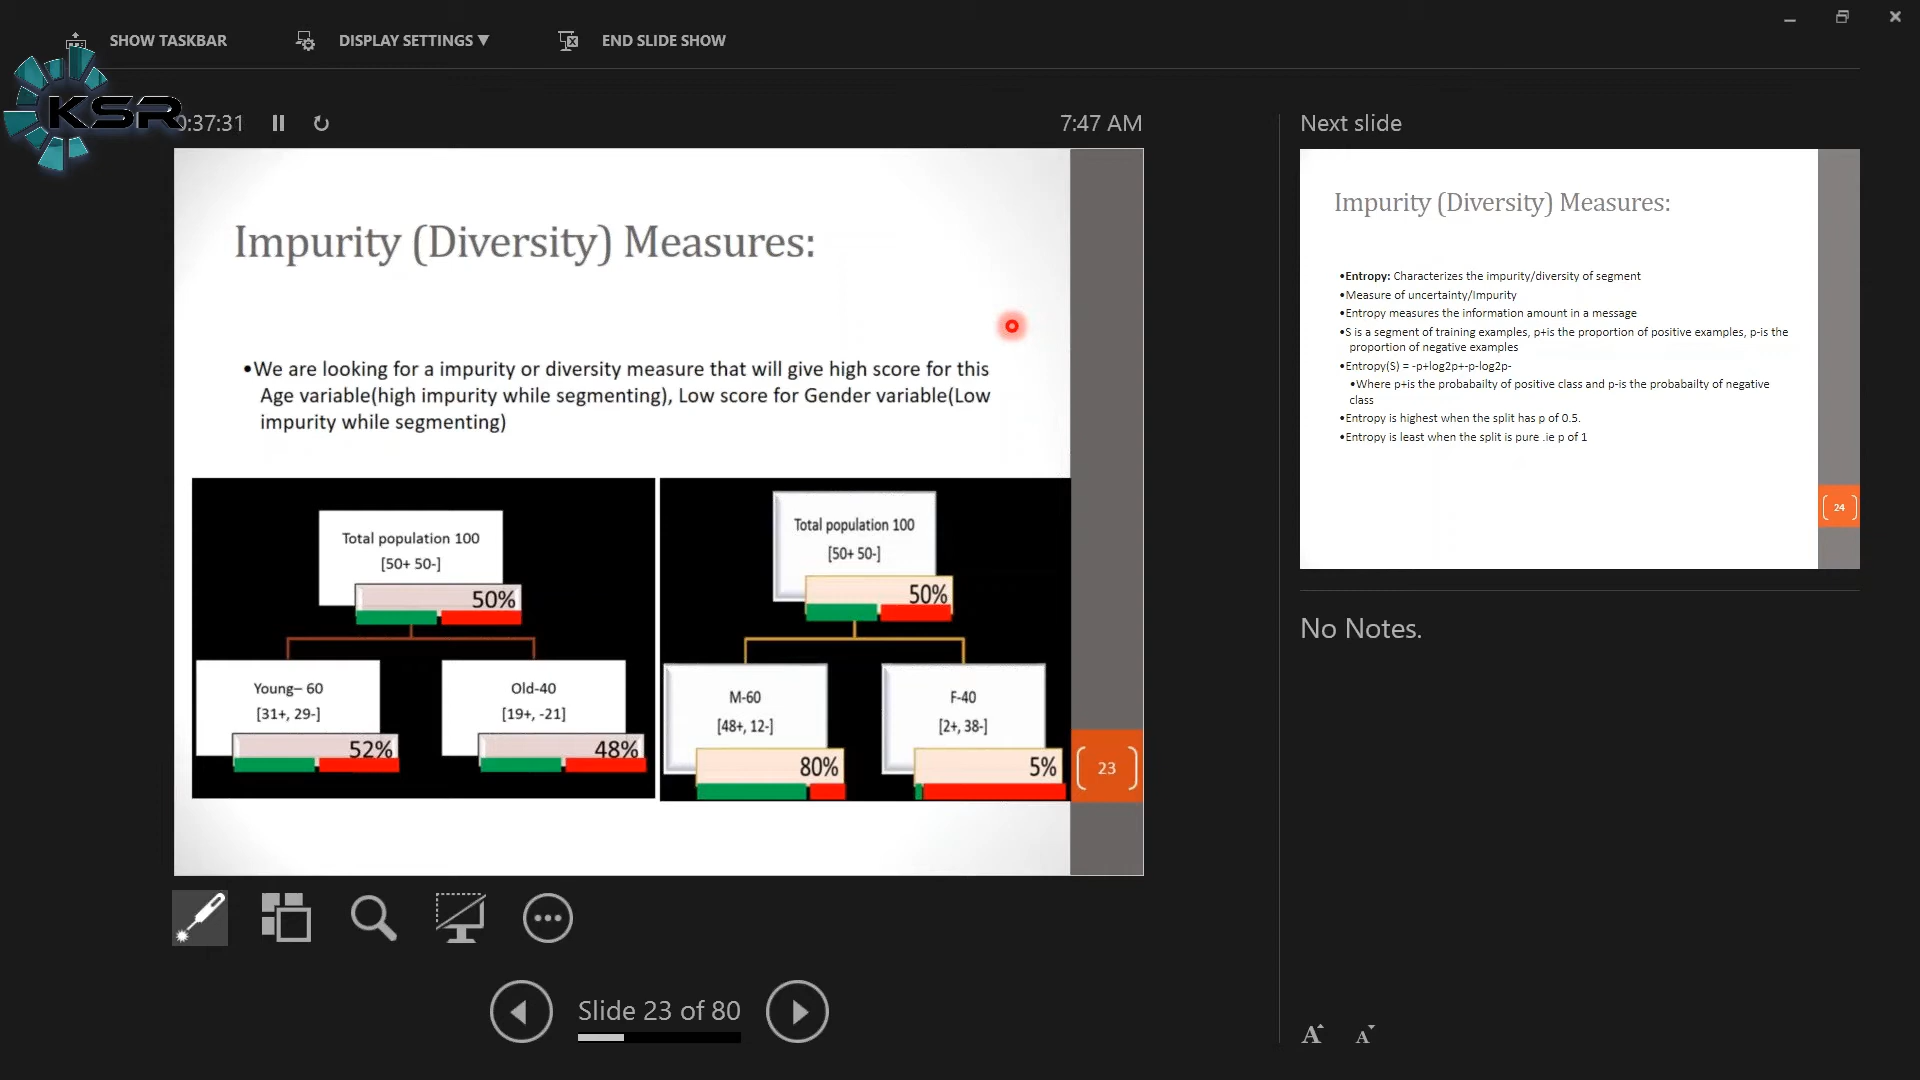 SHOW TASKBAR
DISPLAY SETTINGS ▼
END SLIDE SHOW
KSR
0:37:31
7:47 AM
Impurity (Diversity) Measures:
•We are looking for a impurity or diversity measure that will give high score for this
Age variable(high impurity while segmenting), Low score for Gender variable(Low
impurity while segmenting)
Total population 100
[50+ 50-]
50%
Young– 60
[31+, 29-]
52%
Old-40
[19+, -21]
48%
Total population 100
[50+ 50-]
50%
M-60
[48+, 12-]
80%
F-40
[2+, 38-]
5%
23
Slide 23 of 80
Next slide
Impurity (Diversity) Measures:
•Entropy: Characterizes the impurity/diversity of segment
•Measure of uncertainty/Impurity
•Entropy measures the information amount in a message
•S is a segment of training examples, p+is the proportion of positive examples, p-is the
proportion of negative examples
•Entropy(S) = -p+log2p+-p-log2p-
•Where p+is the probabailty of positive class and p-is the probabailty of negative
class
•Entropy is highest when the split has p of 0.5.
•Entropy is least when the split is pure .ie p of 1
24
No Notes.
A A